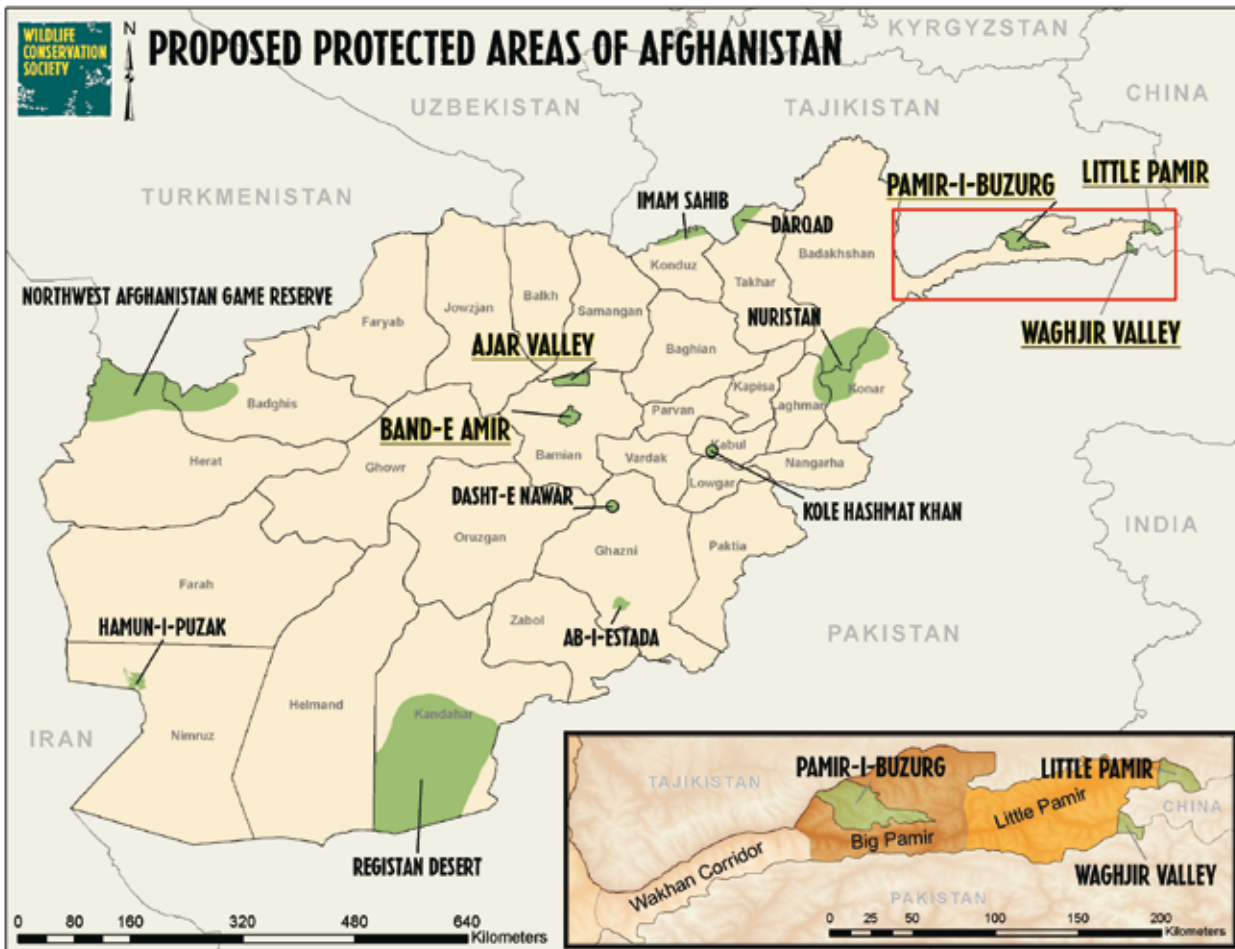 WILDLIFE
CONSERVATION
SOCIETY
N
PROPOSED PROTECTED AREAS OF AFGHANISTAN
KYRGYZSTAN
UZBEKISTAN
TAJIKISTAN
CHINA
TURKMENISTAN
LITTLE PAMIR
PAMIR-I-BUZURG
IMAM SAHIB
DARQAD
Badakhshan
Konduz
Takhar
NORTHWEST AFGHANISTAN GAME RESERVE
Balkh
Jowzjan
Samangan
Faryab
NURISTAN
WAGHJIR VALLEY
AJAR VALLEY
Baghlan
Kapisa
Konar
Badghis
Laghman
Parvan
BAND-E AMIR
Kabul
Herat
Ghowr
Bamian
Vardak
Nangarha
Lowgar
DASHT-E NAWAR
KOLE HASHMAT KHAN
INDIA
Oruzgan
Ghazni
Paktia
Farah
HAMUN-I-PUZAK
Zabol
AB-I-ESTADA
PAKISTAN
Helmand
Kandahar
IRAN
Nimruz
REGISTAN DESERT
0 80 160 320 480 640
Kilometers
TAJIKISTAN
PAMIR-I-BUZURG
LITTLE PAMIR
CHINA
Little Pamir
Big Pamir
Wakhan Corridor
WAGHJIR VALLEY
PAKISTAN
0 25 50 100 150 200
Kilometers